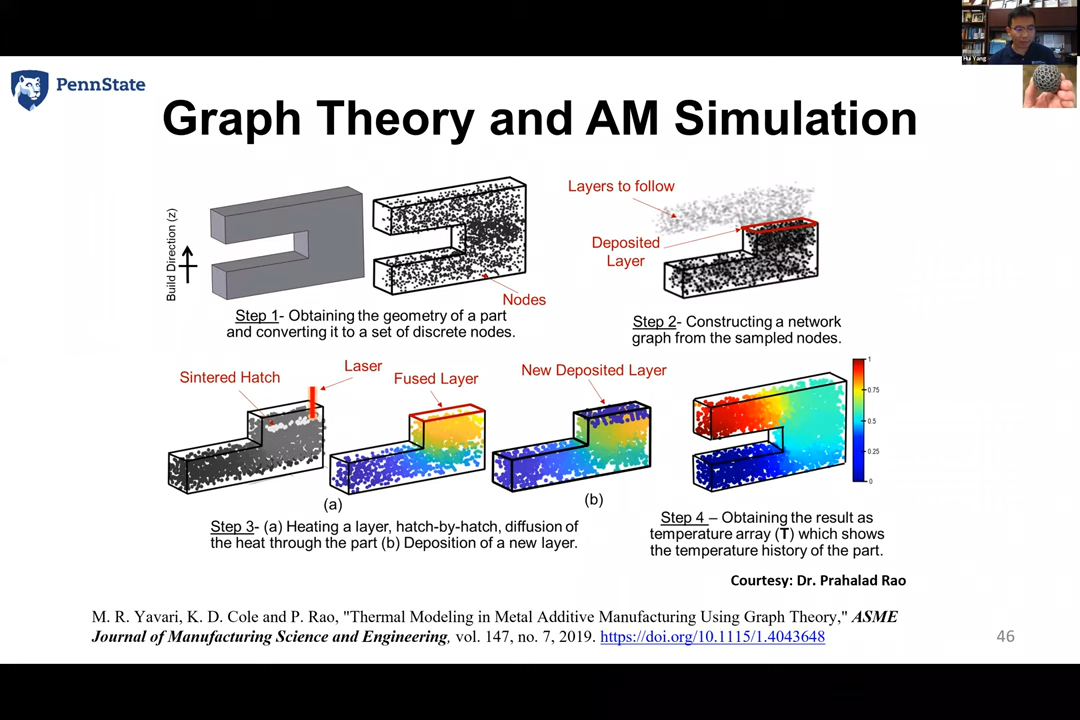 Hui Yang
PennState
Graph Theory and AM Simulation
Build Direction (z)
Nodes
Step 1- Obtaining the geometry of a part
and converting it to a set of discrete nodes.
Layers to follow
Deposited
Layer
Step 2- Constructing a network
graph from the sampled nodes.
Sintered Hatch
Laser
Fused Layer
New Deposited Layer
(a)
(b)
Step 3- (a) Heating a layer, hatch-by-hatch, diffusion of
the heat through the part (b) Deposition of a new layer.
1
0.75
0.5
0.25
0
Step 4 – Obtaining the result as
temperature array (T) which shows
the temperature history of the part.
Courtesy: Dr. Prahalad Rao
M. R. Yavari, K. D. Cole and P. Rao, "Thermal Modeling in Metal Additive Manufacturing Using Graph Theory," ASME
Journal of Manufacturing Science and Engineering, vol. 147, no. 7, 2019. https://doi.org/10.1115/1.4043648
46